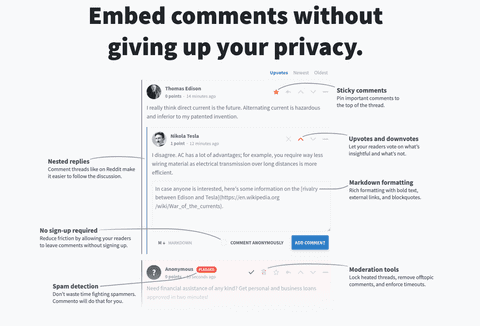 Embed comments without
giving up your privacy.
Upvotes Newest Oldest
Thomas Edison
0 points · 14 minutes ago
I really think direct current is the future. Alternating current is hazardous
and inferior to my patented invention.
Sticky comments
Pin important comments to
the top of the thread.
Nikola Tesla
1 point · 12 minutes ago
I disagree. AC has a lot of advantages; for example, you require way less
wiring material as electrical transmission over long distances is more
efficient.
Upvotes and downvotes
Let your readers vote on what's
insightful and what's not.
Nested replies
Comment threads like on Reddit make
it easier to follow the discussion.
In case anyone is interested, here's some information on the [rivalry
between Edison and Tesla](https://en.wikipedia.org
/wiki/War_of_the_currents).
Markdown formatting
Rich formatting with bold text,
external links, and blockquotes.
No sign-up required
Reduce friction by allowing your readers
to leave comments without signing up.
M↓ MARKDOWN
COMMENT ANONYMOUSLY
ADD COMMENT
? Anonymous FLAGGED
0 points · minutes ago
Need financial assistance of any kind? Get personal and business loans
approved in two minutes!
Moderation tools
Lock heated threads, remove offtopic
comments, and enforce timeouts.
Spam detection
Don't waste time fighting spammers.
Commento will do that for you.